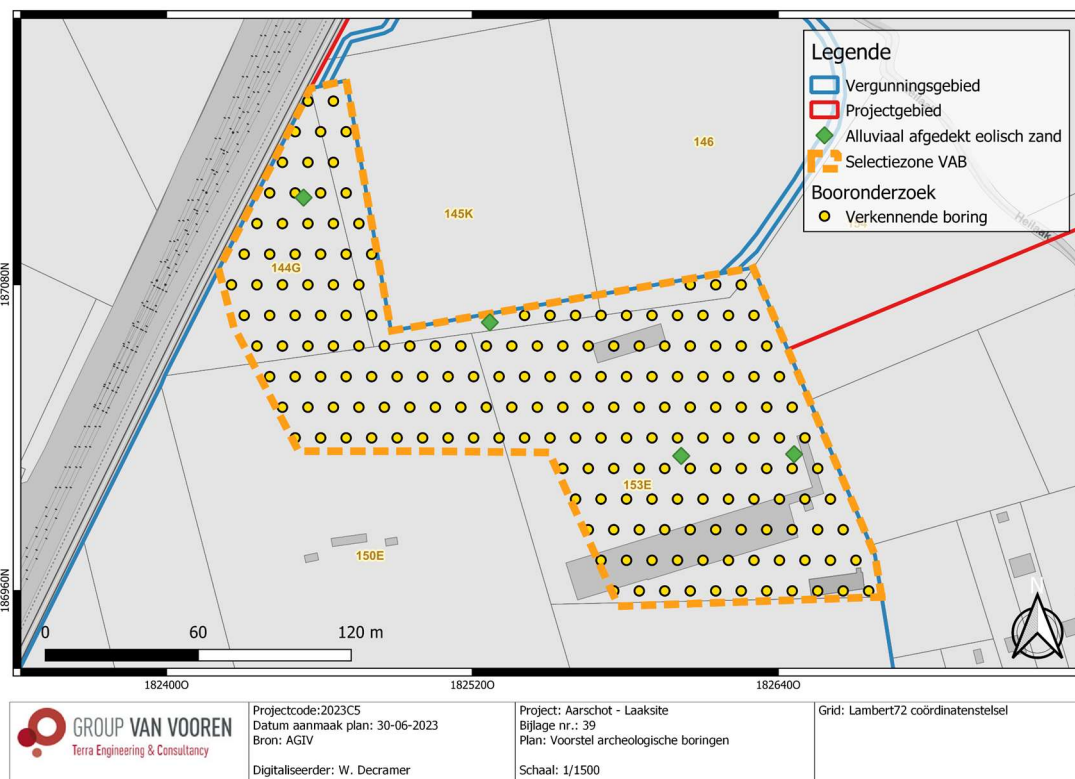 Legende
Vergunningsgebied
Projectgebied
Alluviaal afgedekt eolisch zand
Selectiezone VAB
Booronderzoek
Verkennende boring
146
145K
144G
153E
150E
187080N
186960N
0 60 120 m
N
182400O 182520O 182640O
GROUP VAN VOOREN
Terra Engineering & Consultancy
Projectcode:2023C5
Datum aanmaak plan: 30-06-2023
Bron: AGIV
Digitaliseerder: W. Decramer
Project: Aarschot - Laaksite
Bijlage nr.: 39
Plan: Voorstel archeologische boringen
Schaal: 1/1500
Grid: Lambert72 coördinatenstelsel